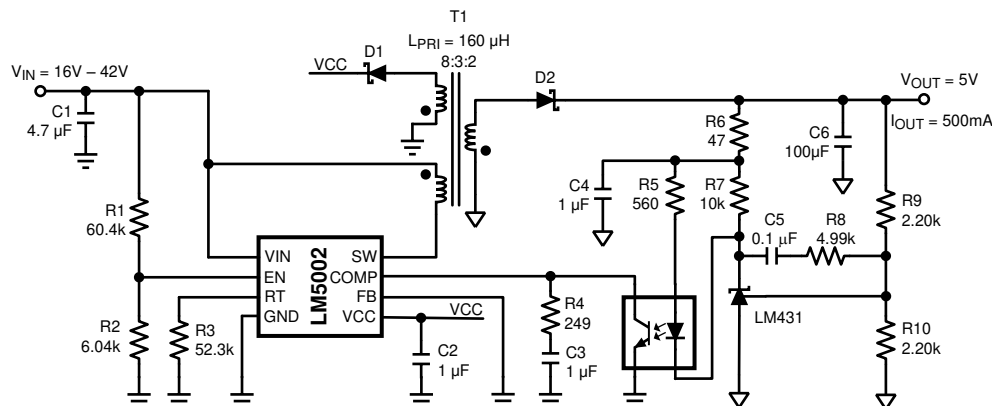 T1
L_PRI = 160 µH
8:3:2
VCC
D1
D2
V_IN = 16V – 42V
V_OUT = 5V
I_OUT = 500mA
C1
4.7 µF
R6
47
C6
100µF
C4
1 µF
R5
560
R7
10k
R9
2.20k
R1
60.4k
C5
0.1 µF
R8
4.99k
LM5002
VIN
EN
RT
GND
SW
COMP
FB
VCC
VCC
R4
249
LM431
R2
6.04k
R3
52.3k
C2
1 µF
C3
1 µF
R10
2.20k